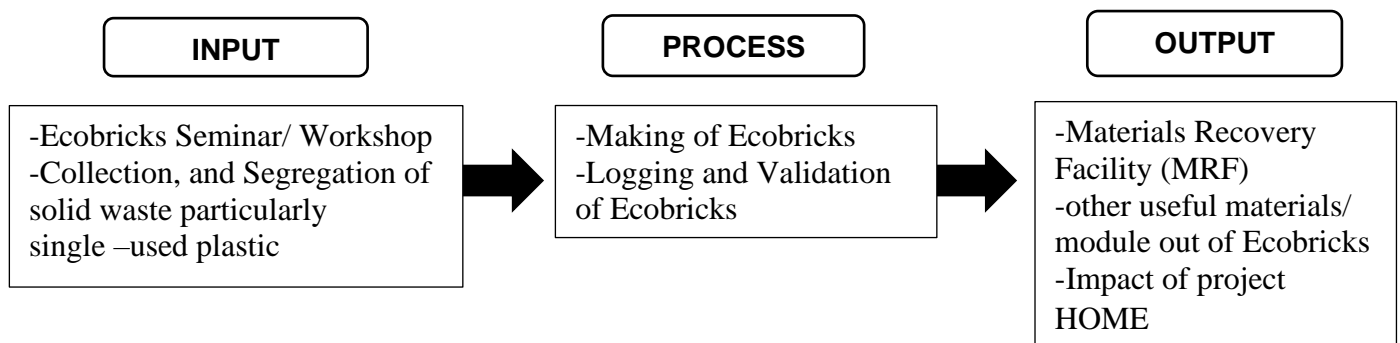 INPUT
PROCESS
OUTPUT
-Ecobricks Seminar/ Workshop
-Collection, and Segregation of
solid waste particularly
single –used plastic
-Making of Ecobricks
-Logging and Validation
of Ecobricks
-Materials Recovery
Facility (MRF)
-other useful materials/
module out of Ecobricks
-Impact of project
HOME